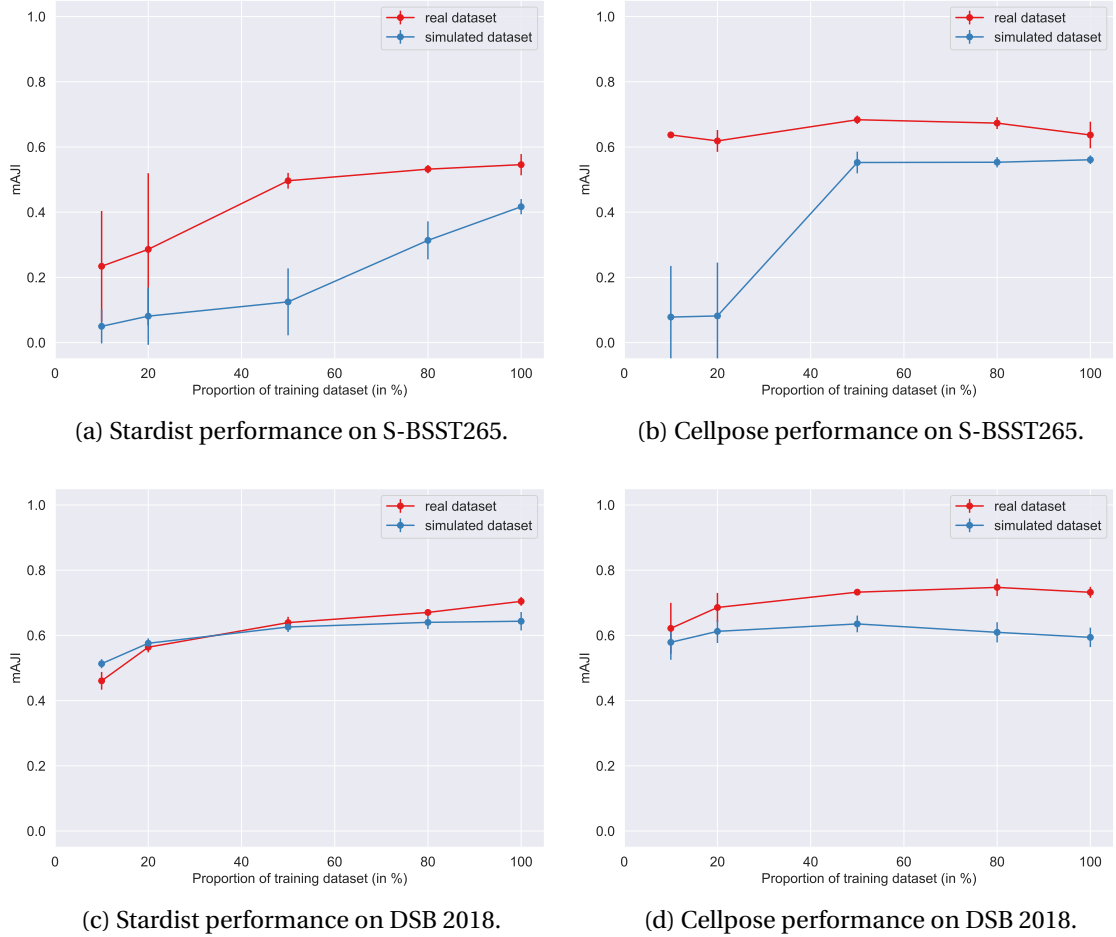 1.0
0.8
0.6
0.4
0.2
0.0
mAJI
0
20
40
60
80
100
Proportion of training dataset (in %)
real dataset
simulated dataset
(a) Stardist performance on S-BSST265.
1.0
0.8
0.6
0.4
0.2
0.0
mAJI
0
20
40
60
80
100
Proportion of training dataset (in %)
real dataset
simulated dataset
(b) Cellpose performance on S-BSST265.
1.0
0.8
0.6
0.4
0.2
0.0
mAJI
0
20
40
60
80
100
Proportion of training dataset (in %)
real dataset
simulated dataset
(c) Stardist performance on DSB 2018.
1.0
0.8
0.6
0.4
0.2
0.0
mAJI
0
20
40
60
80
100
Proportion of training dataset (in %)
real dataset
simulated dataset
(d) Cellpose performance on DSB 2018.